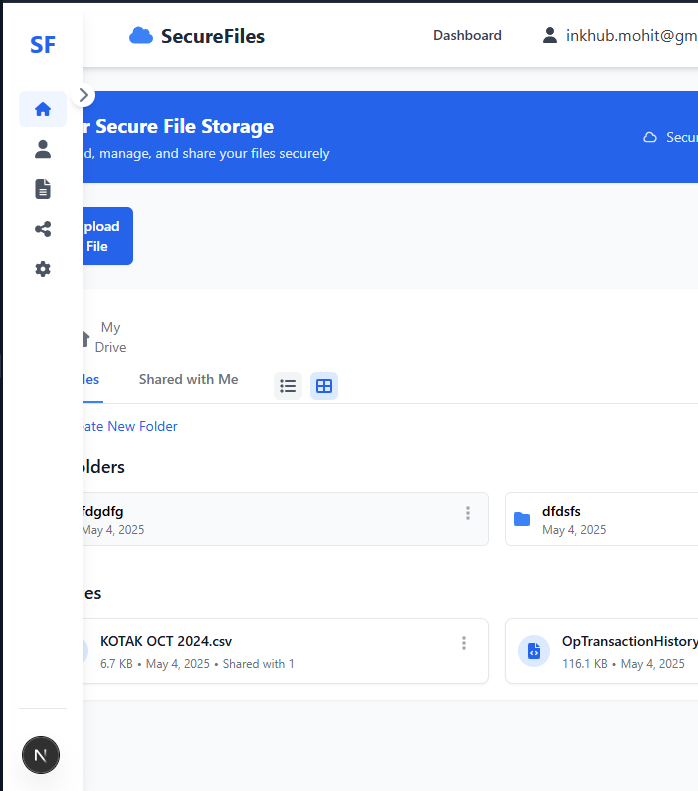 SF
SecureFiles
Dashboard
inkhub.mohit@gm
r Secure File Storage
d, manage, and share your files securely
Secur
pload
File
My
Drive
les
Shared with Me
ate New Folder
olders
fdgdfg
May 4, 2025
dfdsfs
May 4, 2025
es
KOTAK OCT 2024.csv
6.7 KB • May 4, 2025 • Shared with 1
OpTransactionHistory
116.1 KB • May 4, 2025
N